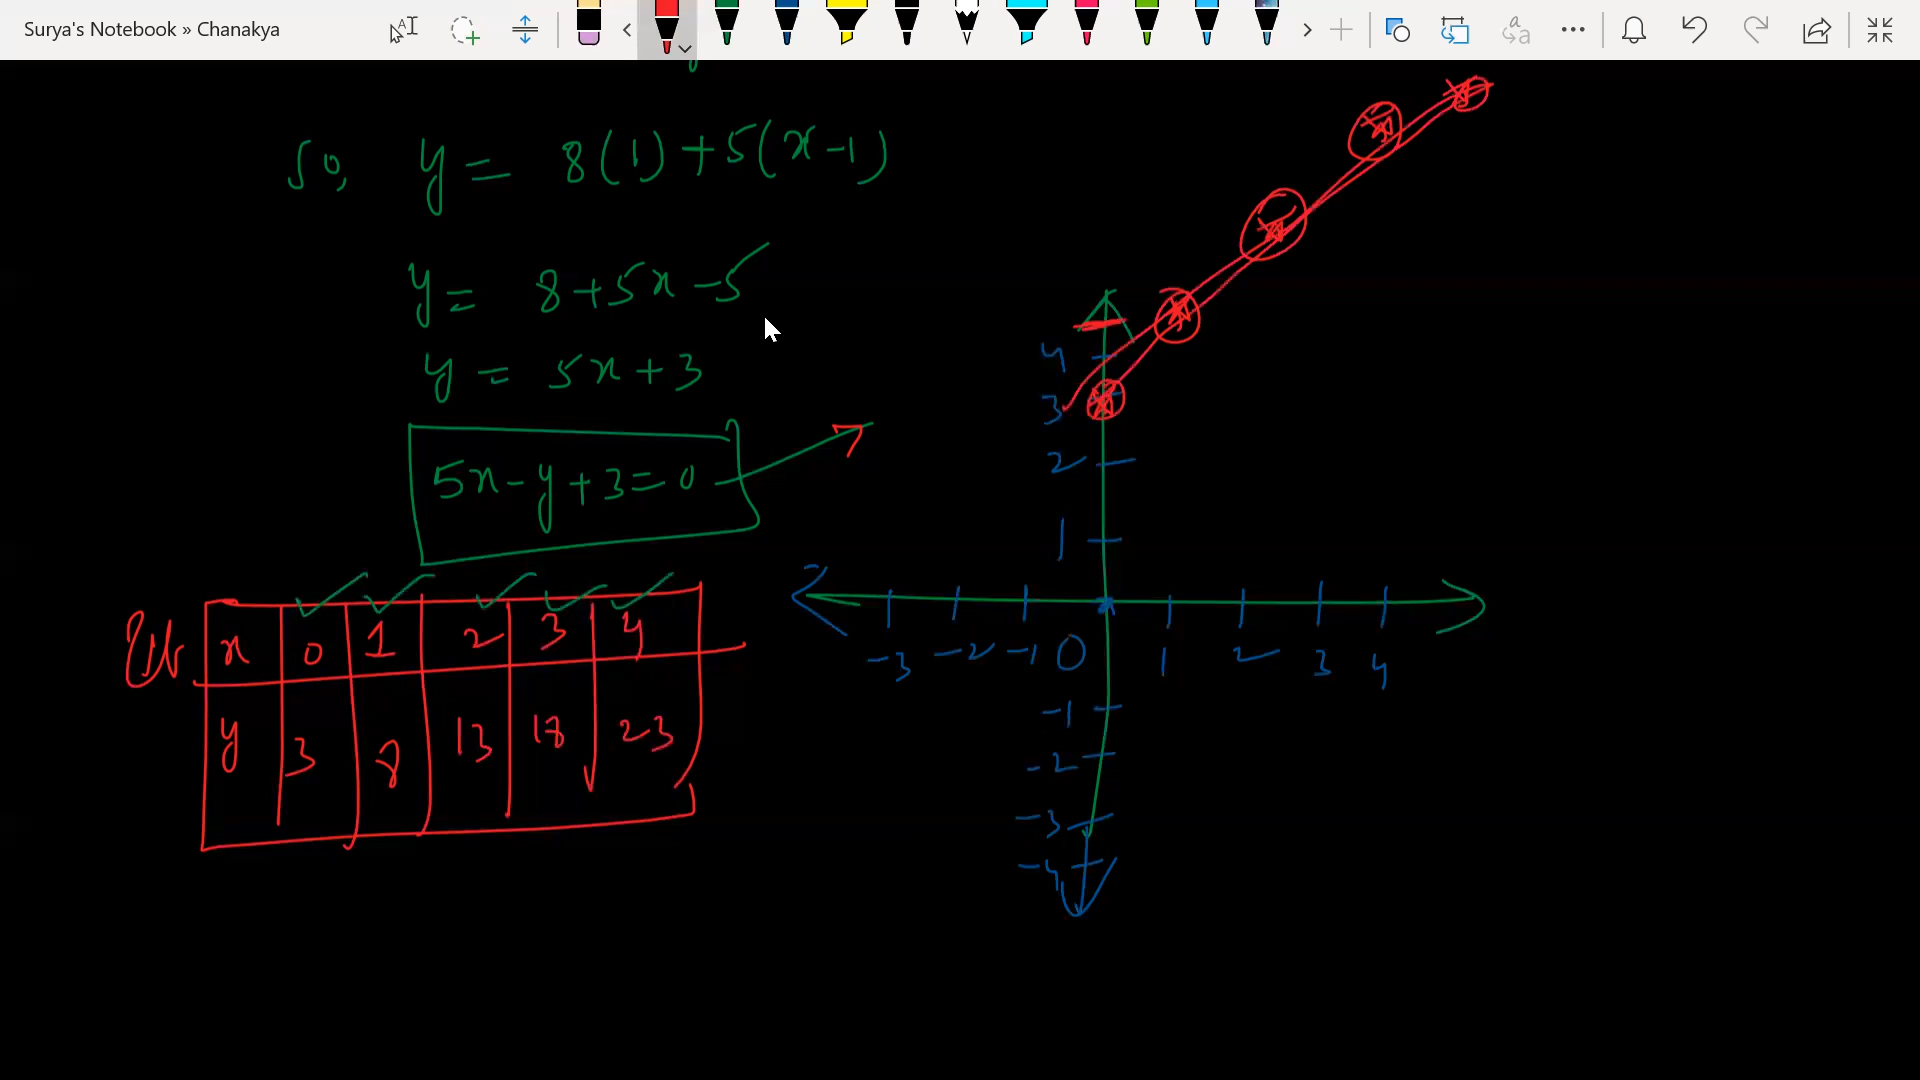 Surya's Notebook » Chanakya
So, y = 8(1)+5(x-1)
y = 8+5x-5
y = 5x+3
5x-y+3=0
x 0 1 2 3 4
y 3 8 13 18 23
4
3
2
1
-3 -2 -1 0 1 2 3 4
-1
-2
-3
-4